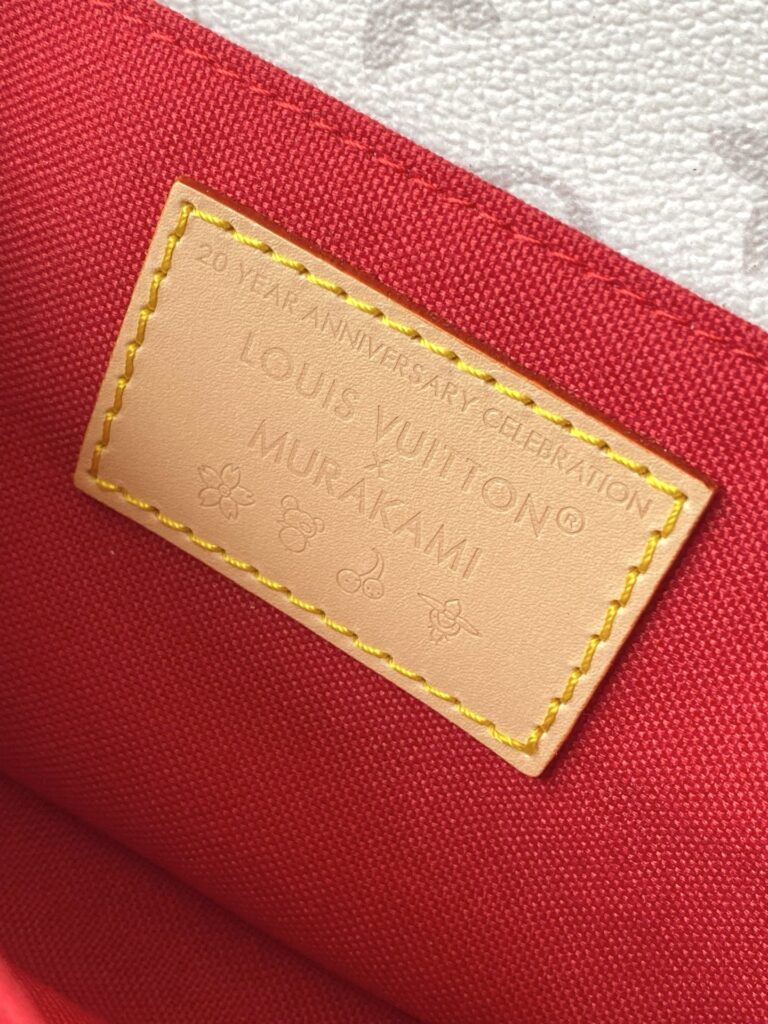 20 YEAR ANNIVERSARY CELEBRATION
LOUIS VUITTON®
×
MURAKAMI